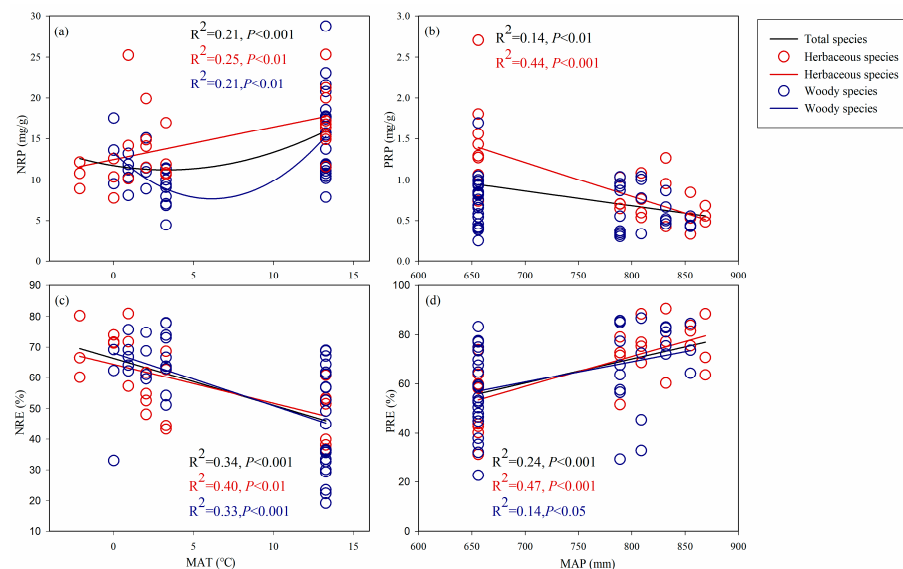 (a)
R²=0.21, P<0.001
R²=0.25, P<0.01
R²=0.21, P<0.01
NRP (mg/g)
30
25
20
15
10
5
0
0 5 10 15
(b)
R²=0.14, P<0.01
R²=0.44, P<0.001
PRP (mg/g)
3.0
2.5
2.0
1.5
1.0
0.5
0.0
600 650 700 750 800 850 900
Total species
Herbaceous species
Herbaceous species
Woody species
Woody species
(c)
R²=0.34, P<0.001
R²=0.40, P<0.01
R²=0.33, P<0.001
NRE (%)
90
80
70
60
50
40
30
20
10
0 5 10 15
MAT (℃)
(d)
R²=0.24, P<0.001
R²=0.47, P<0.001
R²=0.14, P<0.05
PRE (%)
100
80
60
40
20
0
600 650 700 750 800 850 900
MAP (mm)